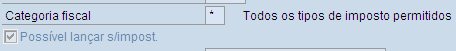 Categoria fiscal * Todos os tipos de imposto permitidos
Possível lançar s/impost.